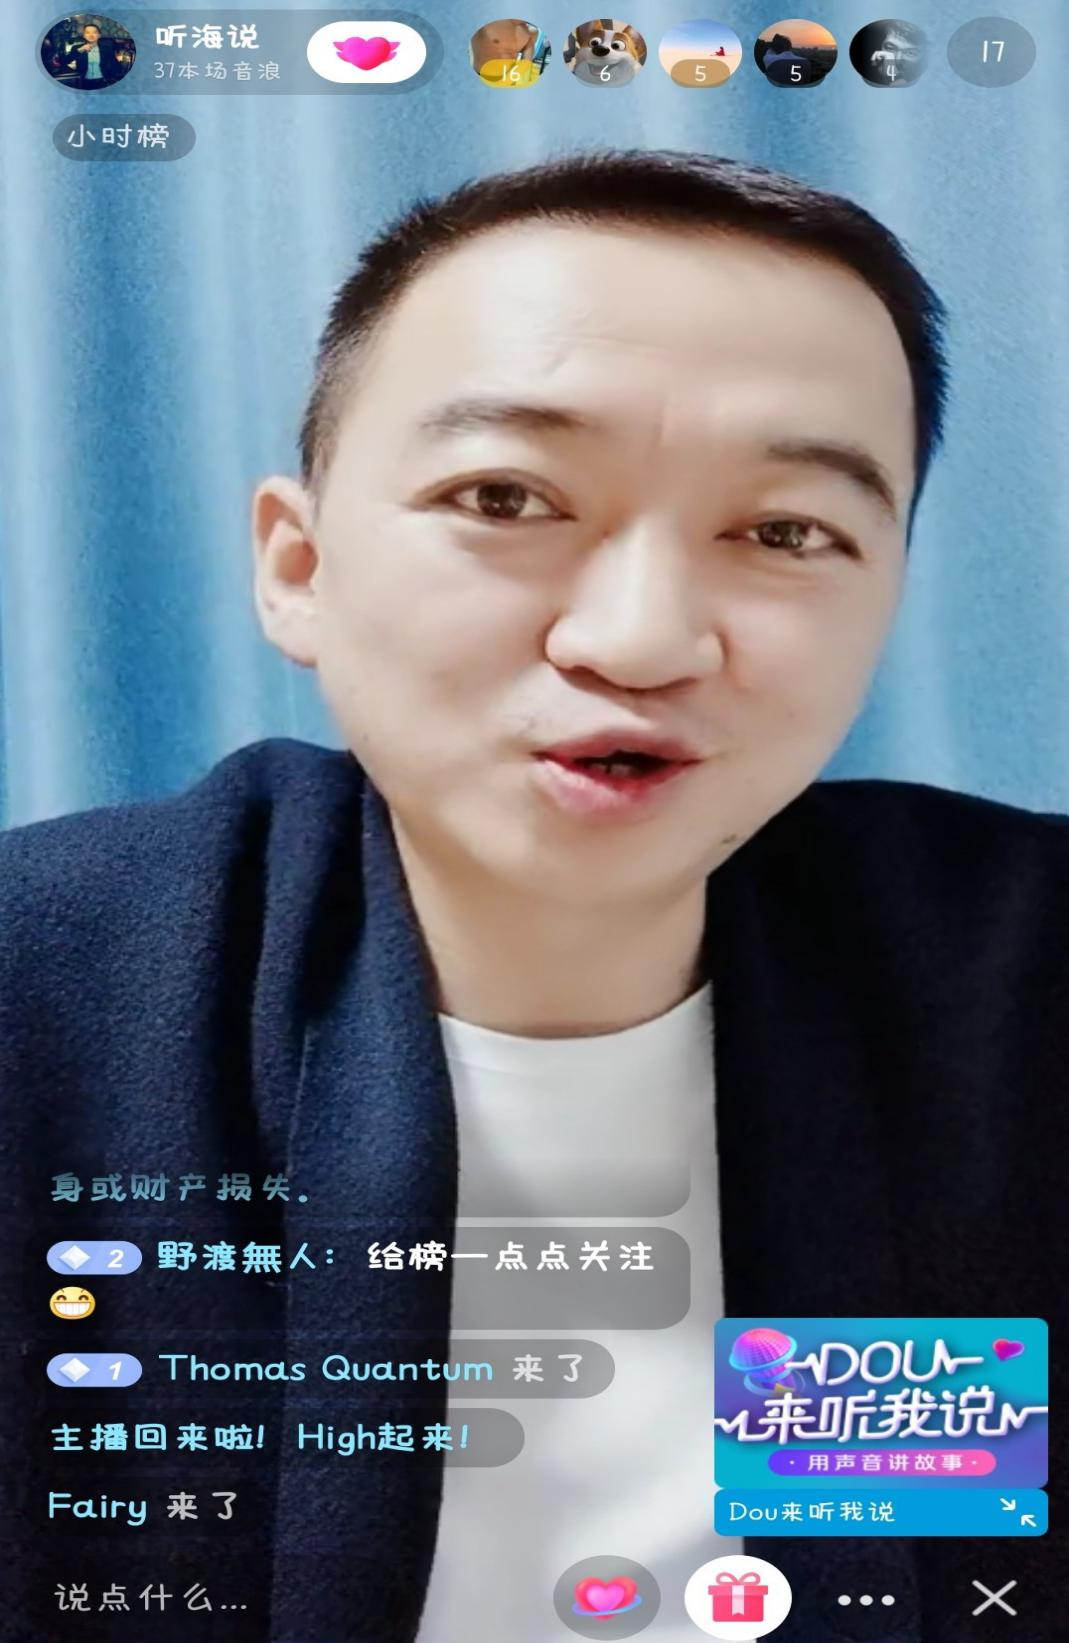 听海说
37本场音浪
16
6
5
5
4
17
小时榜
身或财产损失。
2 野渡無人： 给榜一点点关注
1 Thomas Quantum 来了
主播回来啦！ High起来！
Fairy 来了
DOU
来听我说
·用声音讲故事·
Dou来听我说
说点什么...